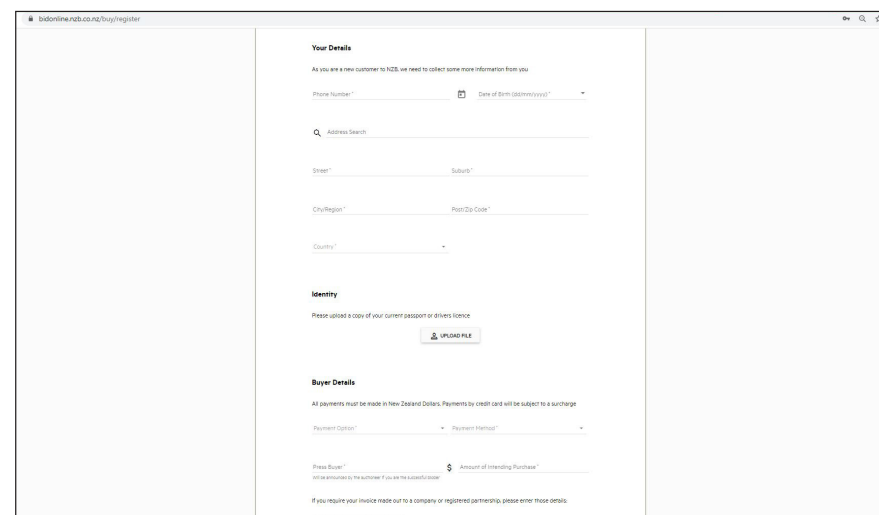 bidonline.nzb.co.nz/buy/register
Your Details
As you are a new customer to NZB, we need to collect some more information from you
Phone Number * Date of Birth (dd/mm/yyyy) *
Address Search
Street * Suburb *
City/Region * Post/Zip Code *
Country *
Identity
Please upload a copy of your current passport or drivers licence
UPLOAD FILE
Buyer Details
All payments must be made in New Zealand Dollars. Payments by credit card will be subject to a surcharge
Payment Option * Payment Method *
Press Buyer * $ Amount of Intending Purchase *
Will be announced by the auctioneer if you are the successful bidder
If you require your invoice made out to a company or registered partnership, please enter those details: